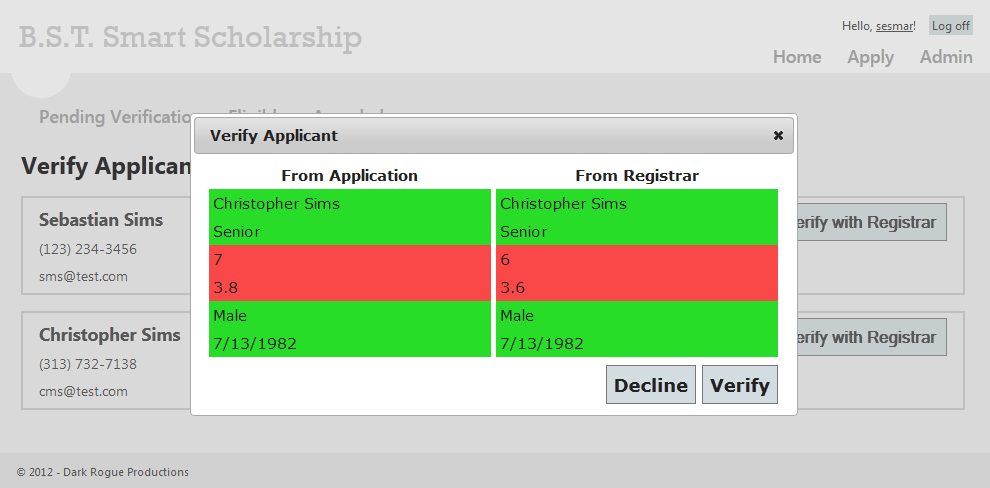 B.S.T. Smart Scholarship
Hello, sesmar! Log off
Home Apply Admin
Pending
Verify Applicant
From Application From Registrar
Christopher Sims Christopher Sims
Senior Senior
7 6
3.8 3.6
Male Male
7/13/1982 7/13/1982
Decline Verify
Verify Applican
Sebastian Sims
(123) 234-3456
sms@test.com
erify with Registrar
Christopher Sims
(313) 732-7138
cms@test.com
erify with Registrar
© 2012 - Dark Rogue Productions